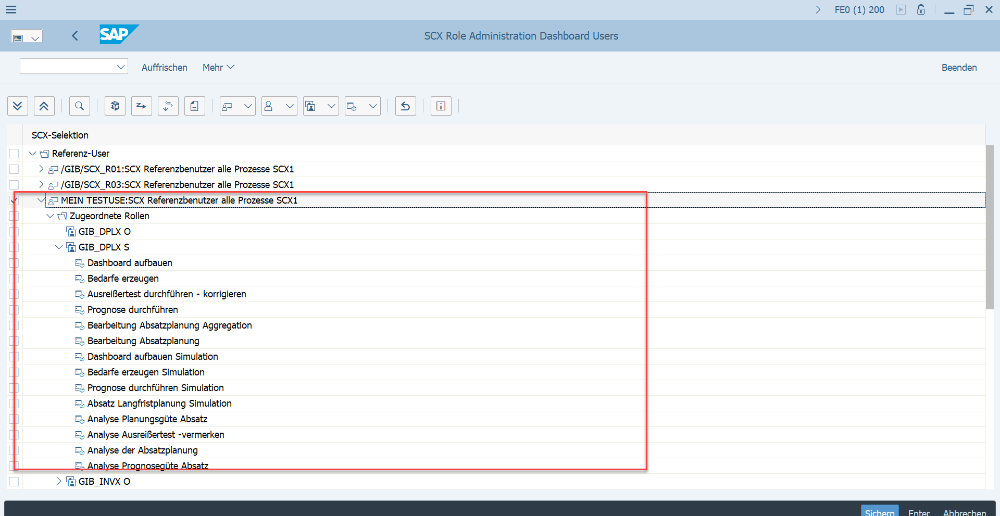 FE0 (1) 200
SAP
SCX Role Administration Dashboard Users
Auffrischen Mehr Beenden
SCX-Selektion
Referenz-User
/GIB/SCX_R01:SCX Referenzbenutzer alle Prozesse SCX1
/GIB/SCX_R03:SCX Referenzbenutzer alle Prozesse SCX1
MEIN TESTUSE:SCX Referenzbenutzer alle Prozesse SCX1
Zugeordnete Rollen
GIB_DPLX O
GIB_DPLX S
Dashboard aufbauen
Bedarfe erzeugen
Ausreißertest durchführen - korrigieren
Prognose durchführen
Bearbeitung Absatzplanung Aggregation
Bearbeitung Absatzplanung
Dashboard aufbauen Simulation
Bedarfe erzeugen Simulation
Prognose durchführen Simulation
Absatz Langfristplanung Simulation
Analyse Planungsgüte Absatz
Analyse Ausreißertest -vermerken
Analyse der Absatzplanung
Analyse Prognosegüte Absatz
GIB_INVX O
Sichern Enter Abbrechen